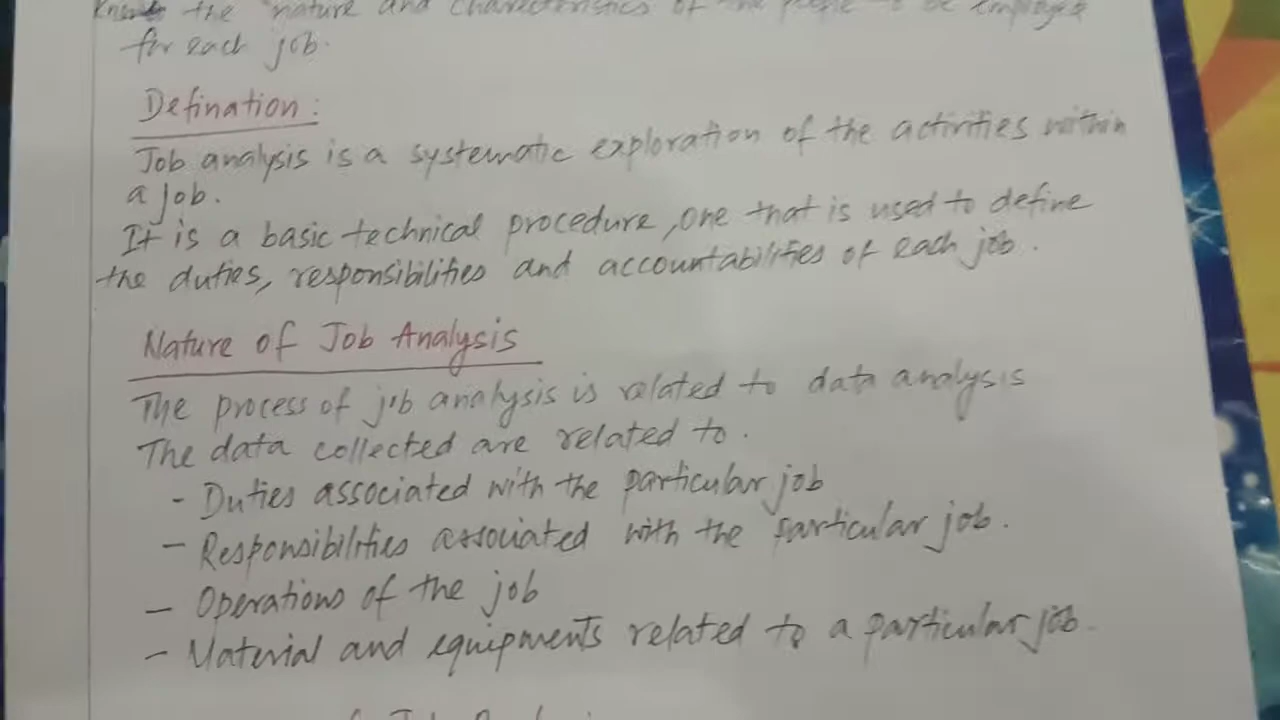 Know the nature and characteristics of the people to be employed
for each job.
Defination:
Job analysis is a systematic exploration of the activities within
a job.
It is a basic technical procedure, one that is used to define
the duties, responsibilities and accountabilities of each job.
Nature of Job Analysis
The process of job analysis is related to data analysis
The data collected are related to.
- Duties associated with the particular job
- Responsibilities associated with the particular job.
- Operations of the job
- Material and equipments related to a particular job.